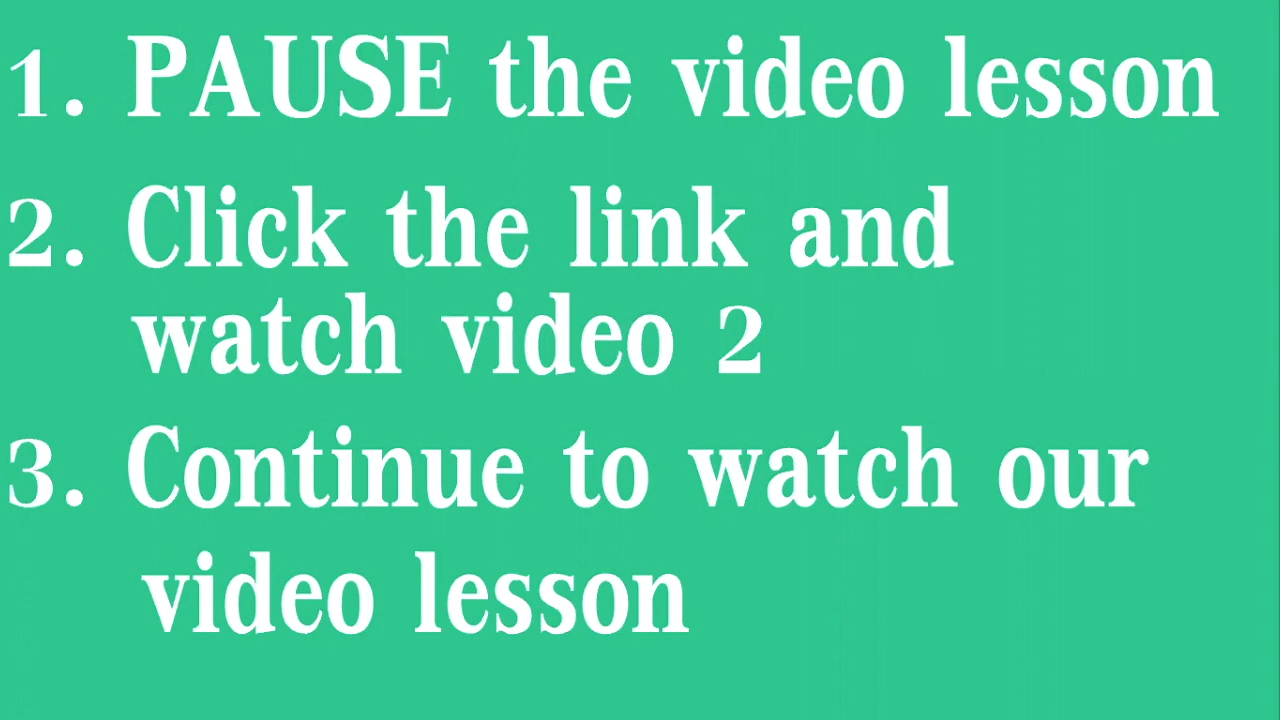 1. PAUSE the video lesson
2. Click the link and
watch video 2
3. Continue to watch our
video lesson